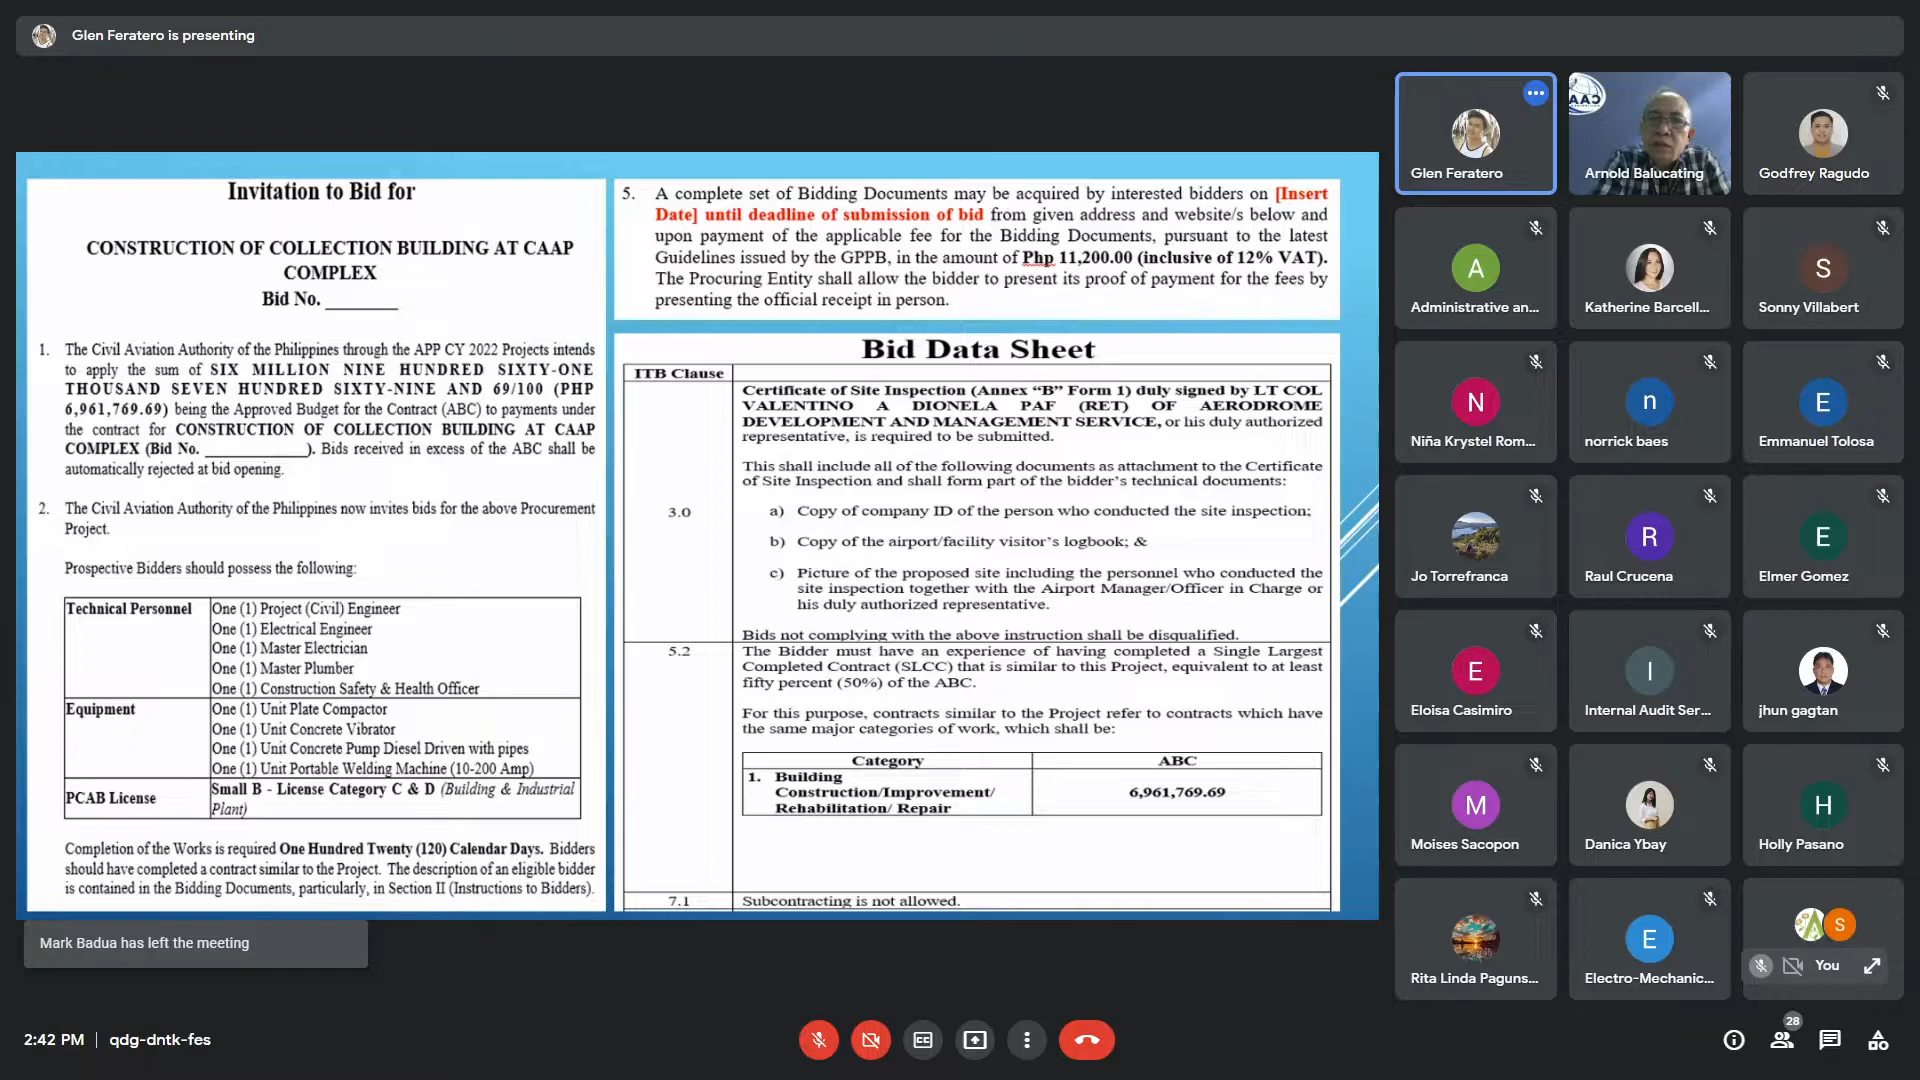 Glen Feratero is presenting
Invitation to Bid for
CONSTRUCTION OF COLLECTION BUILDING AT CAAP
COMPLEX
Bid No. ________
1. The Civil Aviation Authority of the Philippines through the APP CY 2022 Projects intends
to apply the sum of SIX MILLION NINE HUNDRED SIXTY-ONE
THOUSAND SEVEN HUNDRED SIXTY-NINE AND 69/100 (PHP
6,961,769.69) being the Approved Budget for the Contract (ABC) to payments under
the contract for CONSTRUCTION OF COLLECTION BUILDING AT CAAP
COMPLEX (Bid No. ____________). Bids received in excess of the ABC shall be
automatically rejected at bid opening.
2. The Civil Aviation Authority of the Philippines now invites bids for the above Procurement
Project.
Prospective Bidders should possess the following:
Technical Personnel
One (1) Project (Civil) Engineer
One (1) Electrical Engineer
One (1) Master Electrician
One (1) Master Plumber
One (1) Construction Safety & Health Officer
Equipment
One (1) Unit Plate Compactor
One (1) Unit Concrete Vibrator
One (1) Unit Concrete Pump Diesel Driven with pipes
One (1) Unit Portable Welding Machine (10-200 Amp)
PCAB License
Small B - License Category C & D (Building & Industrial
Plant)
Completion of the Works is required One Hundred Twenty (120) Calendar Days. Bidders
should have completed a contract similar to the Project. The description of an eligible bidder
is contained in the Bidding Documents, particularly, in Section II (Instructions to Bidders).
5. A complete set of Bidding Documents may be acquired by interested bidders on [Insert
Date] until deadline of submission of bid from given address and website/s below and
upon payment of the applicable fee for the Bidding Documents, pursuant to the latest
Guidelines issued by the GPPB, in the amount of Php 11,200.00 (inclusive of 12% VAT).
The Procuring Entity shall allow the bidder to present its proof of payment for the fees by
presenting the official receipt in person.
Bid Data Sheet
ITB Clause
3.0
Certificate of Site Inspection (Annex “B” Form 1) duly signed by LT COL
VALENTINO A DIONELA PAF (RET) OF AERODROME
DEVELOPMENT AND MANAGEMENT SERVICE, or his duly authorized
representative, is required to be submitted.
This shall include all of the following documents as attachment to the Certificate
of Site Inspection and shall form part of the bidder’s technical documents:
a) Copy of company ID of the person who conducted the site inspection;
b) Copy of the airport/facility visitor’s logbook; &
c) Picture of the proposed site including the personnel who conducted the
site inspection together with the Airport Manager/Officer in Charge or
his duly authorized representative.
Bids not complying with the above instruction shall be disqualified.
5.2
The Bidder must have an experience of having completed a Single Largest
Completed Contract (SLCC) that is similar to this Project, equivalent to at least
fifty percent (50%) of the ABC.
For this purpose, contracts similar to the Project refer to contracts which have
the same major categories of work, which shall be:
Category ABC
1. Building
Construction/Improvement/
Rehabilitation/ Repair
6,961,769.69
7.1 Subcontracting is not allowed.
Mark Badua has left the meeting
Glen Feratero
CAA
Arnold Balucating
Godfrey Ragudo
A
Administrative an...
Katherine Barcell...
S
Sonny Villabert
N
Niña Krystel Rom...
n
norrick baes
E
Emmanuel Tolosa
Jo Torrefranca
R
Raul Crucena
E
Elmer Gomez
E
Eloisa Casimiro
I
Internal Audit Ser...
jhun gagtan
M
Moises Sacopon
Danica Ybay
H
Holly Pasano
Rita Linda Paguns...
E
Electro-Mechanic...
S
You
2:42 PM | qdg-dntk-fes
28